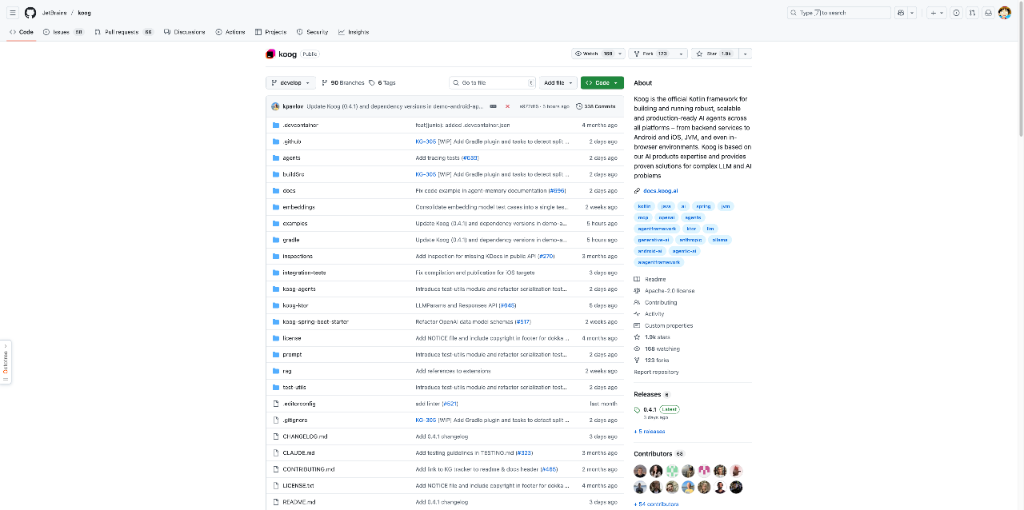 JetBrains / koog
Type / to search
Code
Issues
Pull requests
Discussions
Actions
Projects
Security
Insights
koog Public
Watch 168
Fork 123
Star 1.9k
develop
90 Branches
6 Tags
Go to file
Add file
Code
Update Koog (0.4.1) and dependency versions in demo-android-ap...
5 hours ago
Commits
.devcontainer
feat(junie): added .devcontainer.json
4 months ago
.github
KG-305 [WIP] Add Gradle plugin and tasks to detect split ...
2 days ago
agents
Add tracing tests
2 days ago
buildSrc
KG-305 [WIP] Add Gradle plugin and tasks to detect split ...
2 days ago
docs
Fix code example in agent-memory documentation (#696)
2 days ago
embeddings
Consolidate embedding model test cases into a single tes...
2 weeks ago
examples
Update Koog (0.4.1) and dependency versions in demo-a...
5 hours ago
gradle
Update Koog (0.4.1) and dependency versions in demo-a...
5 hours ago
inspections
Add inspection for missing KDocs in public API (#270)
3 months ago
integration-tests
Fix compilation and publication for iOS targets
3 days ago
koog-agents
Introduce test-utils module and refactor serialization test...
2 days ago
koog-ktor
LLMParams and Responses API
5 days ago
koog-spring-boot-starter
Refactor OpenAI data model schemas (#517)
2 weeks ago
license
Add NOTICE file and include copyright in footer for dokka ...
4 months ago
prompt
Introduce test-utils module and refactor serialization test...
2 days ago
rag
Add references to extensions
2 weeks ago
test-utils
Introduce test-utils module and refactor serialization test...
2 days ago
.editorconfig
add linter (#521)
last month
.gitignore
KG-305 [WIP] Add Gradle plugin and tasks to detect split ...
2 days ago
CHANGELOG.md
Add 0.4.1 changelog
3 days ago
CLAUDE.md
Add testing guidelines in TESTING.md (#323)
3 months ago
CONTRIBUTING.md
Add link to KG tracker to readme & docs header
2 months ago
LICENSE.txt
Add NOTICE file and include copyright in footer for dokka ...
4 months ago
README.md
Add 0.4.1 changelog
3 days ago
About
Koog is the official Kotlin framework for
building and running robust, scalable
and production-ready AI agents across
all platforms – from backend services to
Android and iOS, JVM, and even in-
browser environments. Koog is based on
our AI products expertise and provides
proven solutions for complex LLM and AI
problems
docs.koog.ai
kotlin java ai spring jvm
mcp openai agents
agentframework ktor llm
generative-ai anthropic ollama
android-ai agentic-ai
aiagentframework
Readme
Apache-2.0 license
Contributing
Activity
Custom properties
1.9k stars
168 watching
123 forks
Report repository
Releases 6
0.4.1 Latest
3 days ago
+ 5 releases
Contributors 68
+ 54 contributors